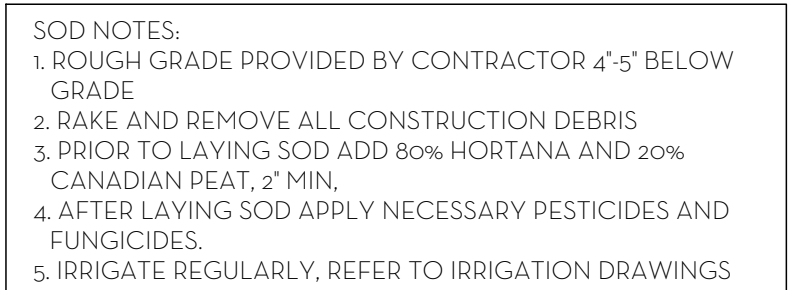 SOD NOTES:
1. ROUGH GRADE PROVIDED BY CONTRACTOR 4"-5" BELOW
GRADE
2. RAKE AND REMOVE ALL CONSTRUCTION DEBRIS
3. PRIOR TO LAYING SOD ADD 80% HORTANA AND 20%
CANADIAN PEAT, 2" MIN,
4. AFTER LAYING SOD APPLY NECESSARY PESTICIDES AND
FUNGICIDES.
5. IRRIGATE REGULARLY, REFER TO IRRIGATION DRAWINGS